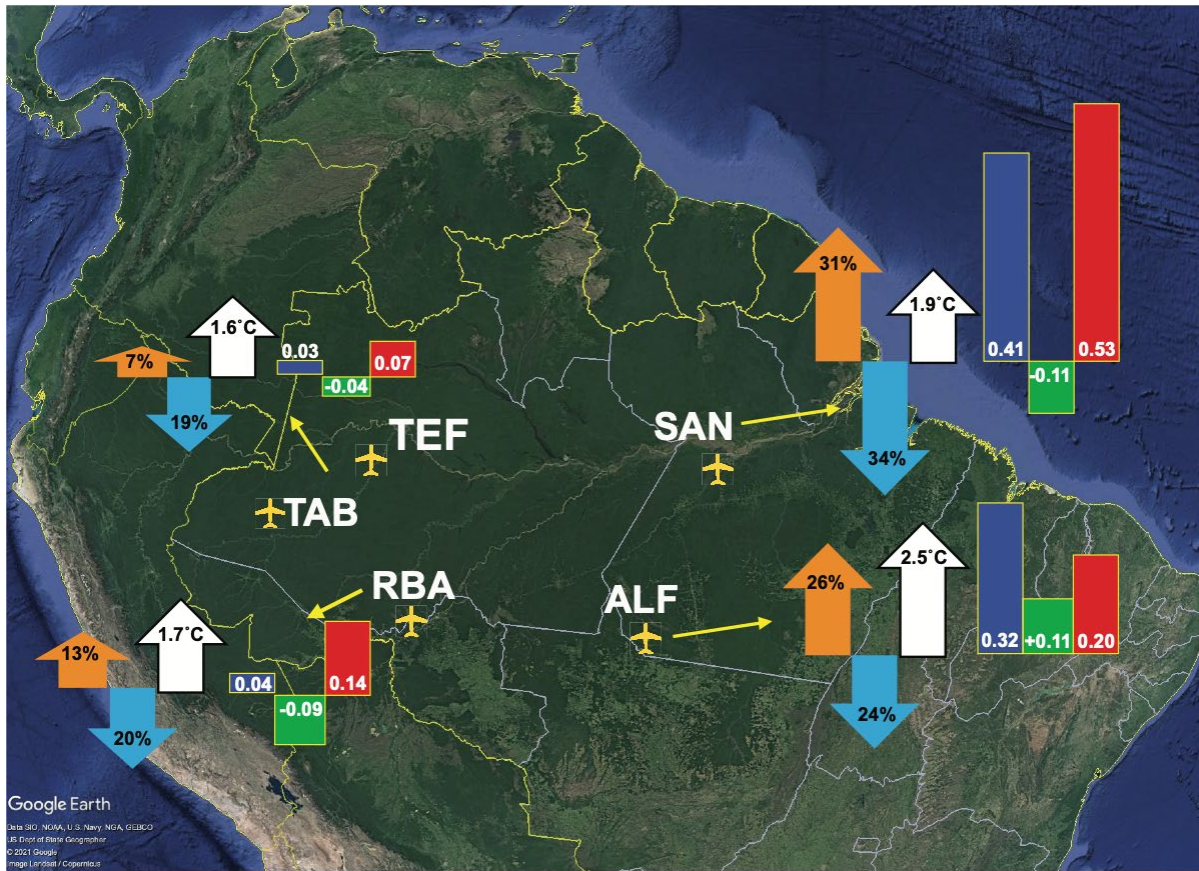 31%
1.9˚C
0.41
-0.11
0.53
34%
7%
1.6˚C
0.03
-0.04
0.07
19%
TEF
SAN
TAB
26%
2.5˚C
0.32
+0.11
0.20
24%
RBA
ALF
13%
1.7˚C
0.04
-0.09
0.14
20%
Google Earth
Data SIO, NOAA, U.S. Navy, NGA, GEBCO
US Dept of State Geographer
© 2021 Google
Image Landsat / Copernicus